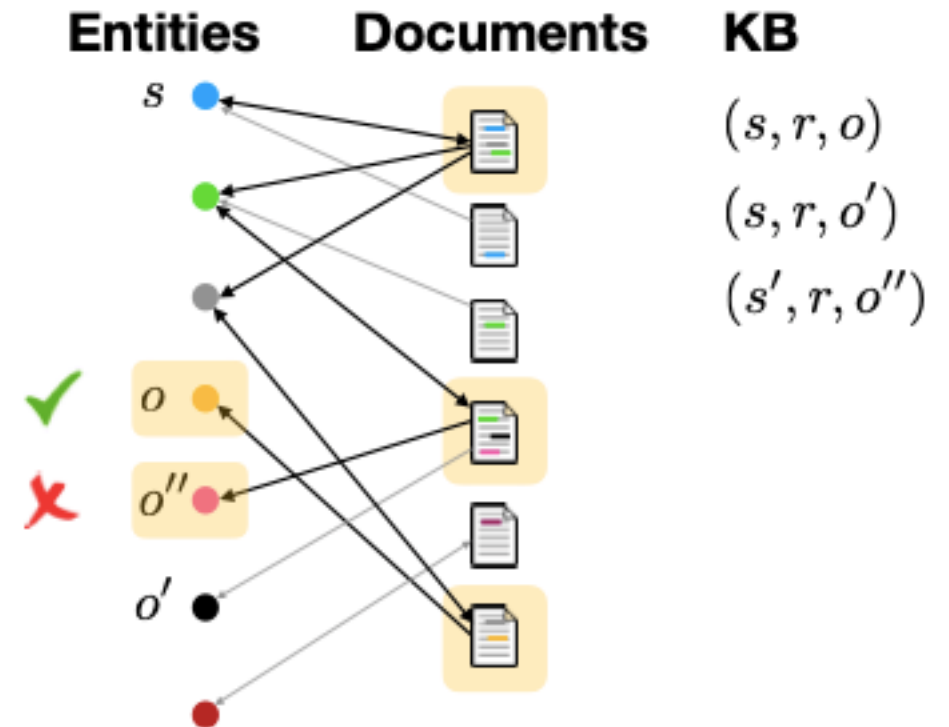 Entities Documents KB
s
(s, r, o)
(s, r, o′)
(s′, r, o″)
o
o″
o′